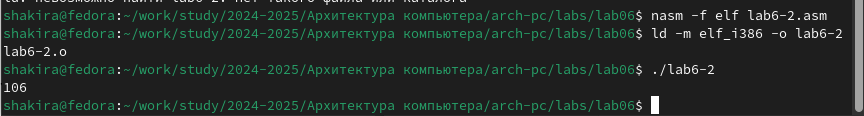 ld: невозможно найти lab-2: Нет такого файла или каталога
shakira@fedora:~/work/study/2024-2025/Архитектура компьютера/arch-pc/labs/lab06$ nasm -f elf lab6-2.asm
shakira@fedora:~/work/study/2024-2025/Архитектура компьютера/arch-pc/labs/lab06$ ld -m elf_i386 -o lab6-2
lab6-2.o
shakira@fedora:~/work/study/2024-2025/Архитектура компьютера/arch-pc/labs/lab06$ ./lab6-2
106
shakira@fedora:~/work/study/2024-2025/Архитектура компьютера/arch-pc/labs/lab06$